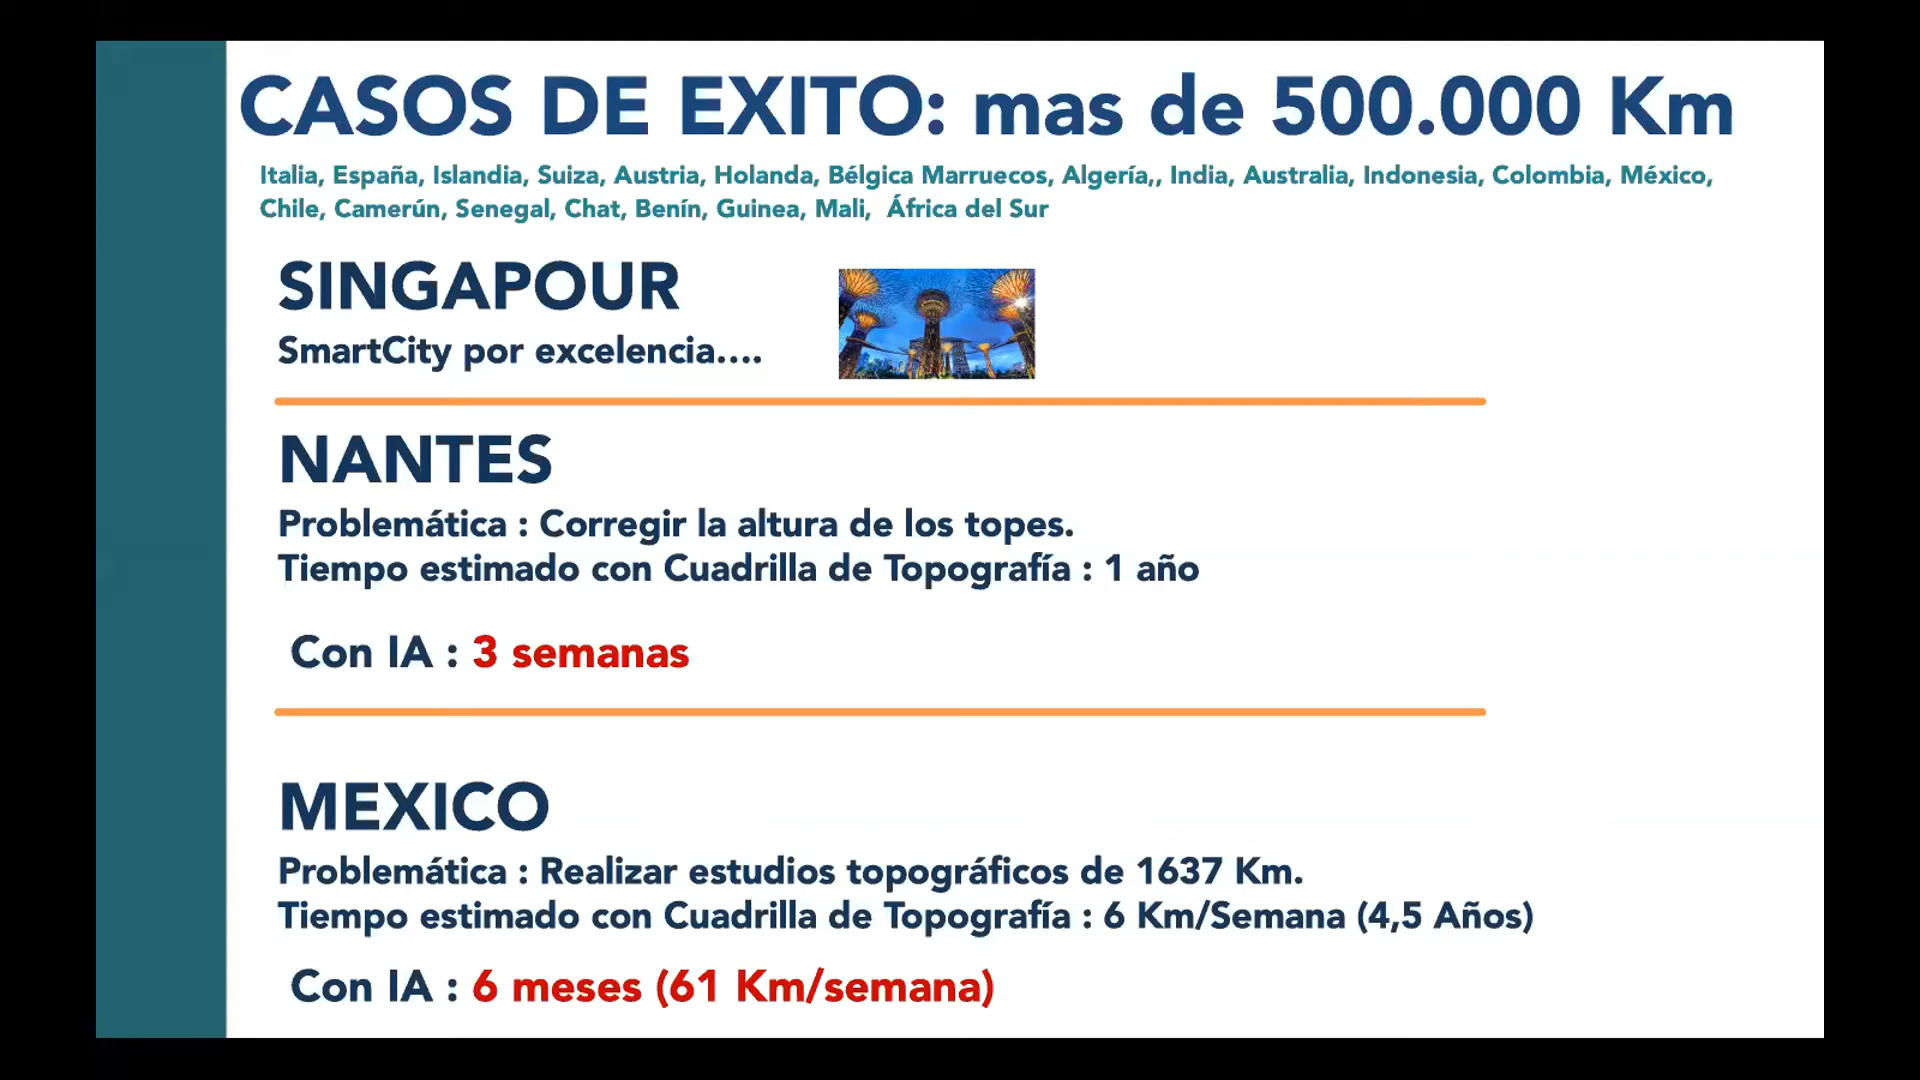 CASOS DE EXITO: mas de 500.000 Km
Italia, España, Islandia, Suiza, Austria, Holanda, Bélgica Marruecos, Algería,, India, Australia, Indonesia, Colombia, México,
Chile, Camerún, Senegal, Chat, Benín, Guinea, Mali, África del Sur
SINGAPOUR
SmartCity por excelencia....
NANTES
Problemática : Corregir la altura de los topes.
Tiempo estimado con Cuadrilla de Topografía : 1 año
Con IA : 3 semanas
MEXICO
Problemática : Realizar estudios topográficos de 1637 Km.
Tiempo estimado con Cuadrilla de Topografía : 6 Km/Semana (4,5 Años)
Con IA : 6 meses (61 Km/semana)